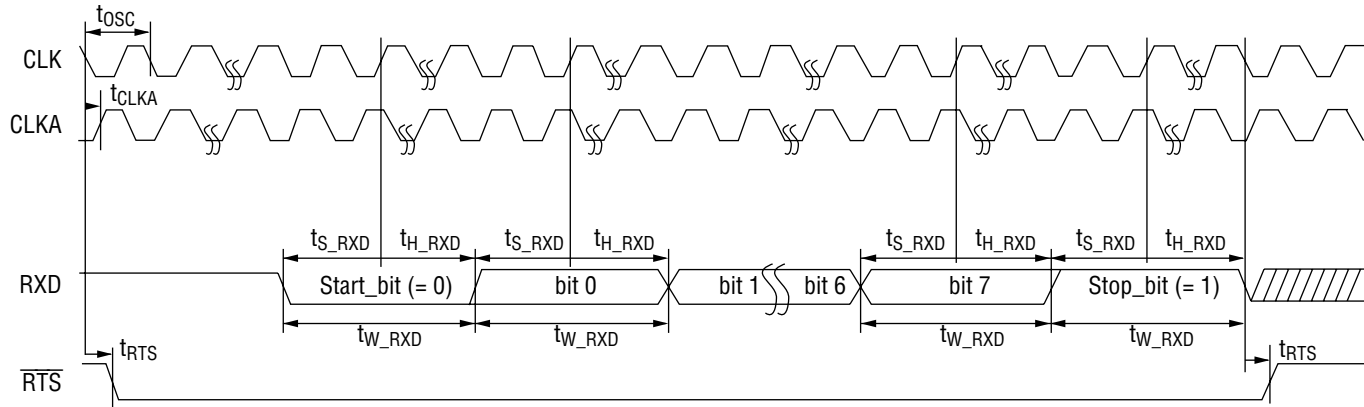 tOSC
CLK
tCLKA
CLKA
tS_RXD tH_RXD tS_RXD tH_RXD tS_RXD tH_RXD tS_RXD tH_RXD
RXD Start_bit (= 0) bit 0 bit 1 bit 6 bit 7 Stop_bit (= 1)
tW_RXD tW_RXD tW_RXD tW_RXD
tRTS tRTS
RTS